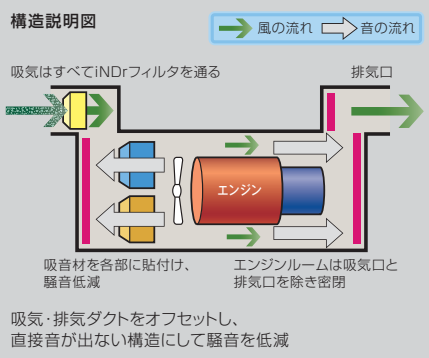 構造説明図
風の流れ
音の流れ
吸気はすべてiNDrフィルタを通る
排気口
エンジン
吸音材を各部に貼付け、
騒音低減
エンジンルームは吸気口と
排気口を除き密閉
吸気・排気ダクトをオフセットし、
直接音が出ない構造にして騒音を低減